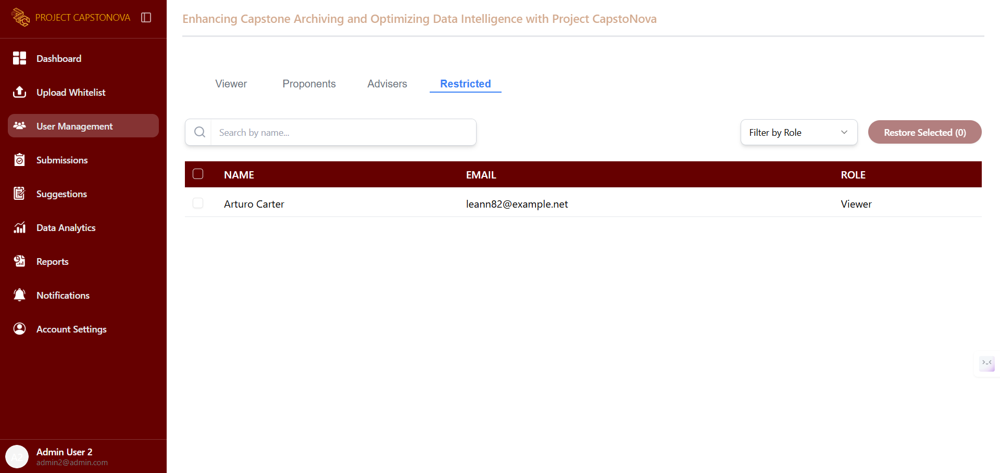 PROJECT CAPSTONOVA
Enhancing Capstone Archiving and Optimizing Data Intelligence with Project CapstoNova
Dashboard
Upload Whitelist
User Management
Submissions
Suggestions
Data Analytics
Reports
Notifications
Account Settings
A2
Admin User 2
admin2@admin.com
Viewer Proponents Advisers Restricted
Search by name... Filter by Role Restore Selected (0)
NAME EMAIL ROLE
Arturo Carter leann82@example.net Viewer